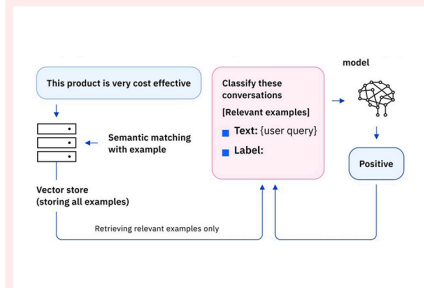 model
This product is very cost effective
Classify these
conversations
[Relevant examples]
Text: {user query}
Label:
Semantic matching
with example
Positive
Vector store
(storing all examples)
Retrieving relevant examples only